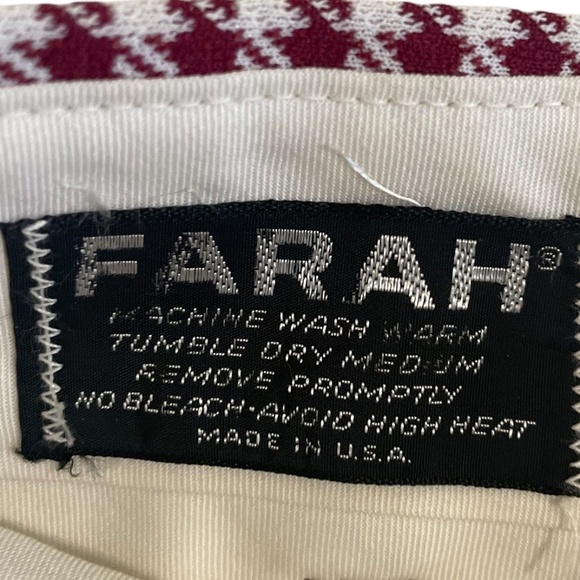 FARAH®
MACHINE WASH WARM
TUMBLE DRY MEDIUM
REMOVE PROMPTLY
NO BLEACH·AVOID HIGH HEAT
MADE IN U.S.A.